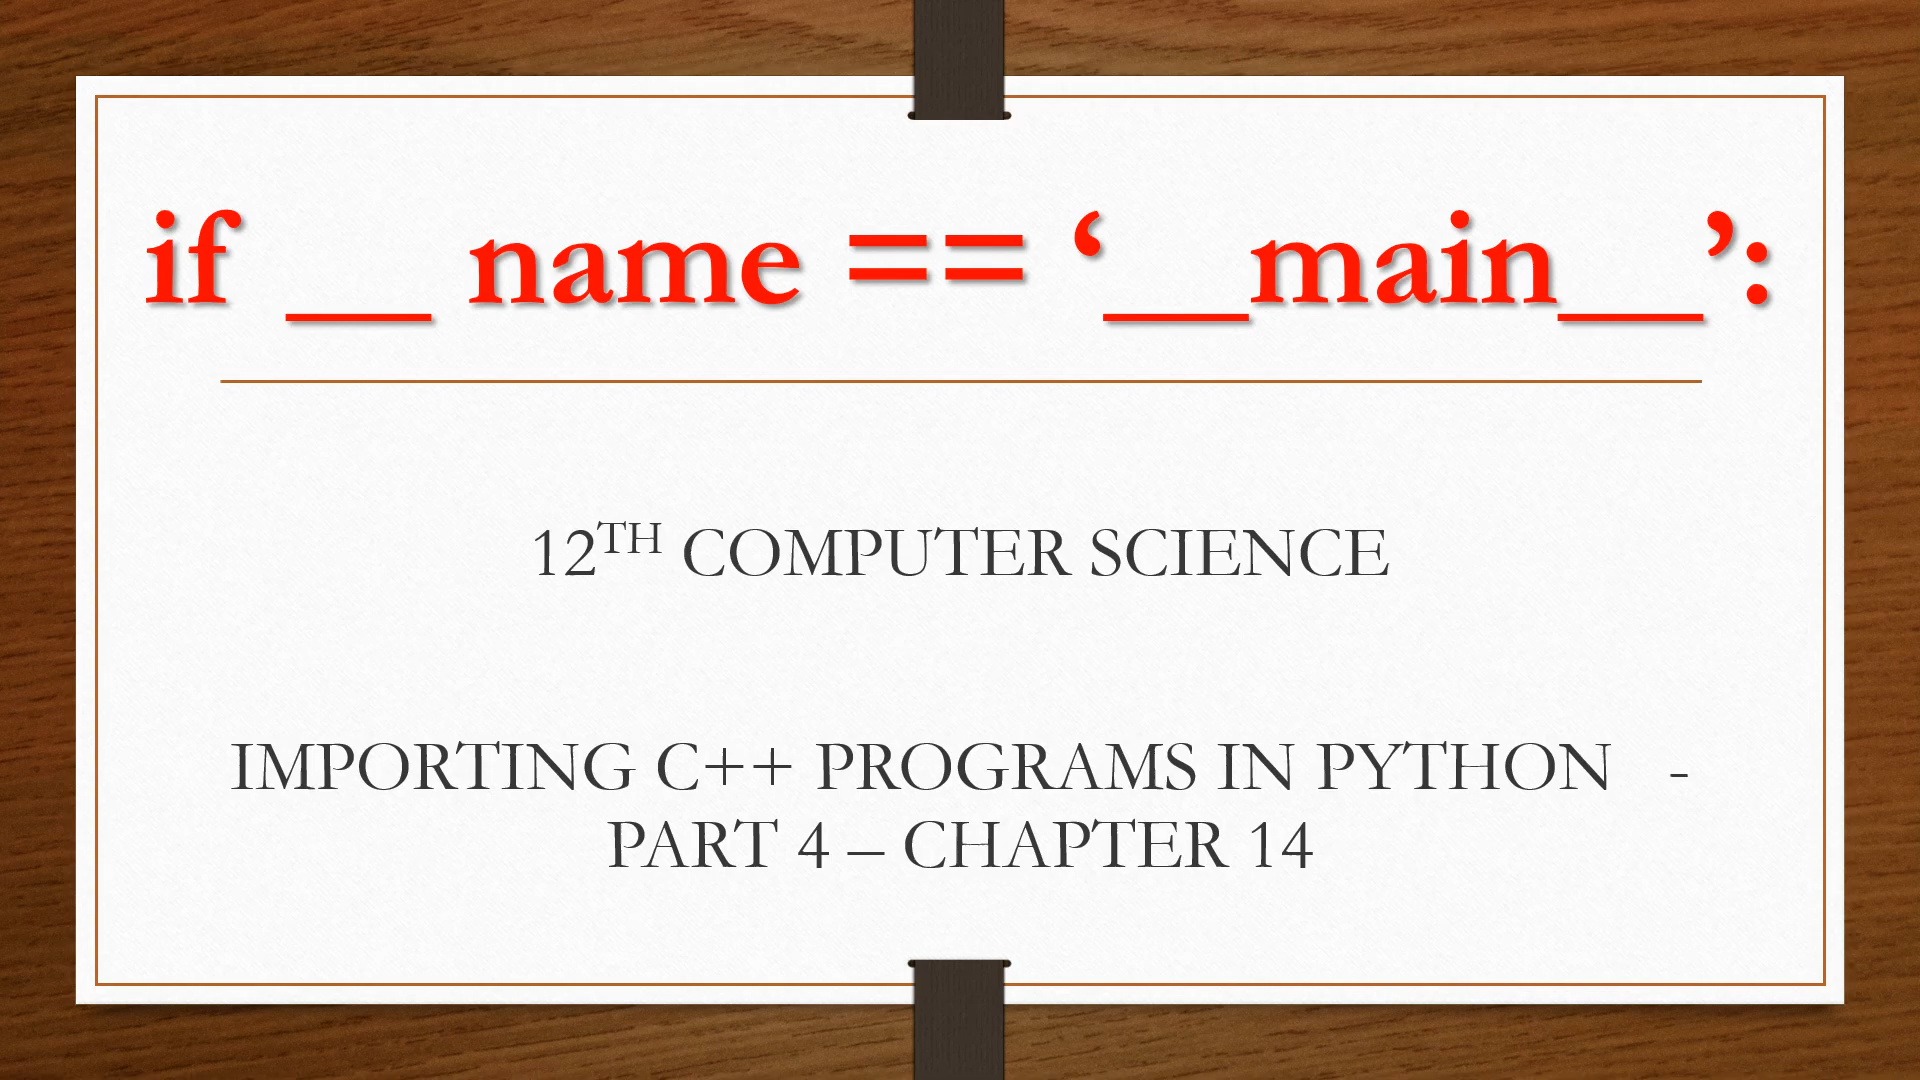 if __ name == ‘__main__’:
12TH COMPUTER SCIENCE
IMPORTING C++ PROGRAMS IN PYTHON -
PART 4 – CHAPTER 14